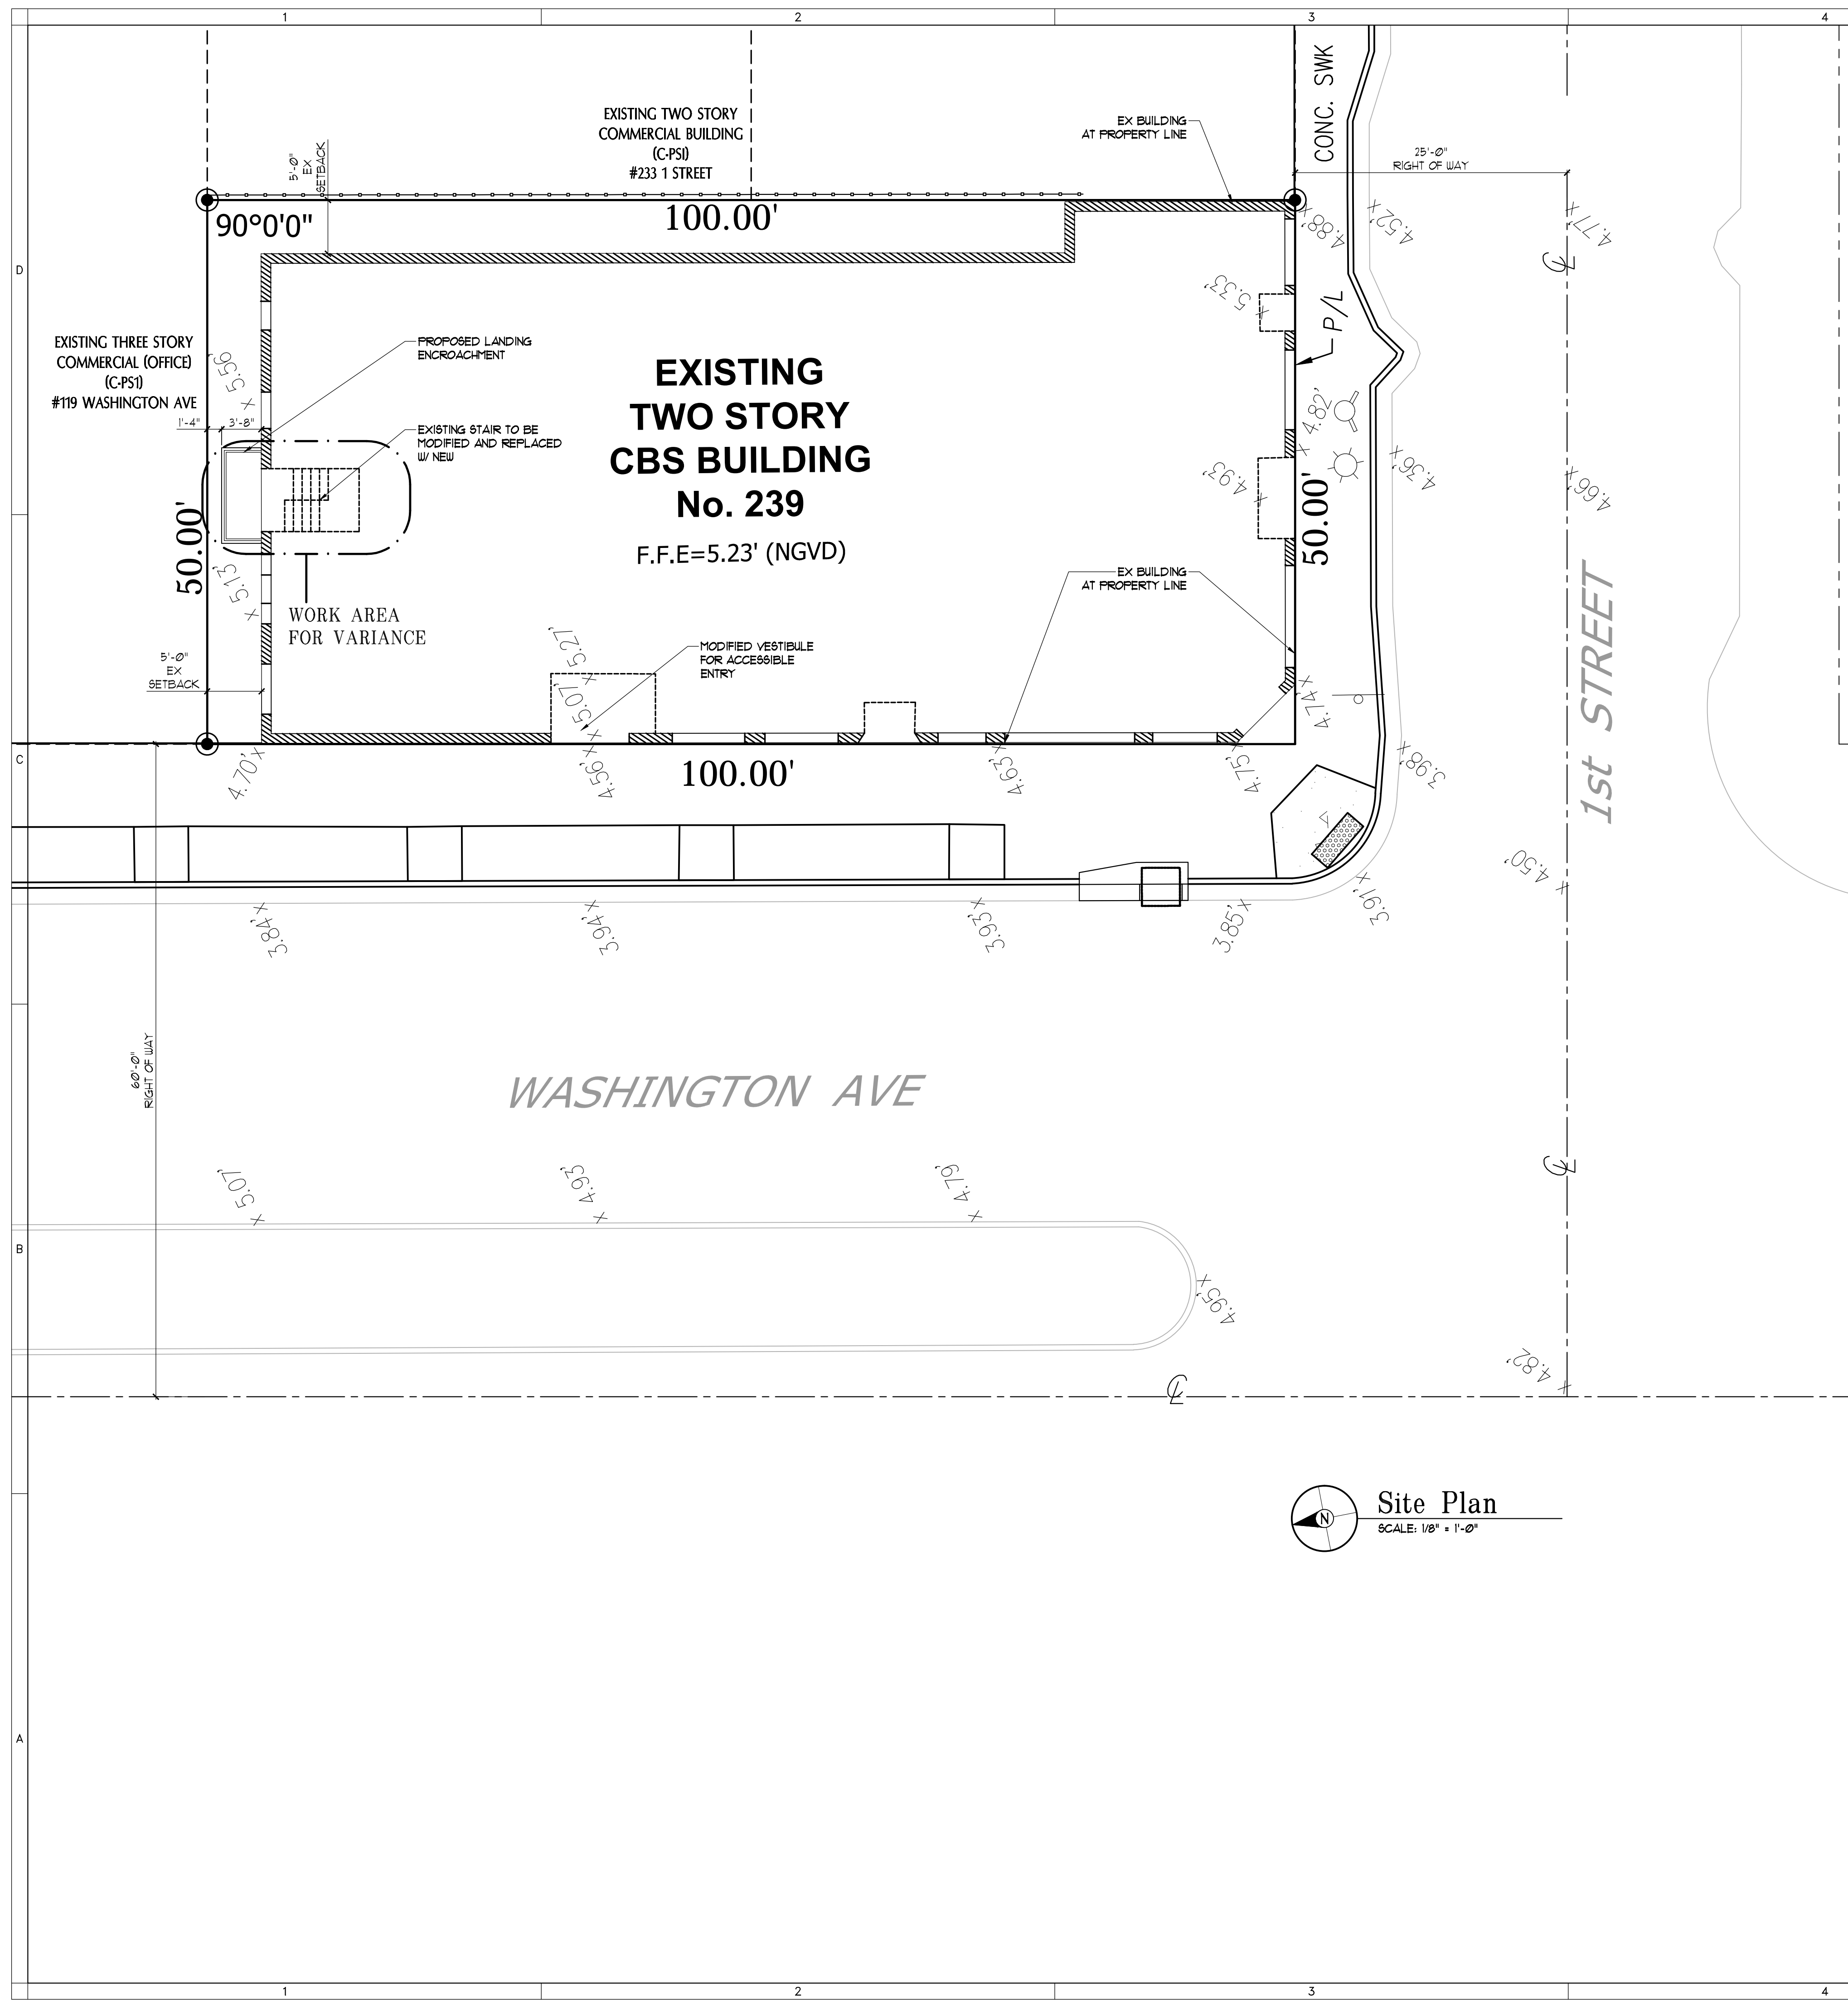 1
2
3
4
CONC. SWK
EXISTING TWO STORY
COMMERCIAL BUILDING
(C-PS1)
#233 1 STREET
EX BUILDING
AT PROPERTY LINE
5'-0"
EX
SETBACK
25'-0"
RIGHT OF WAY
90°0'0"
100.00'
4.88'
4.52'
4.77'
D
5.33'
P/L
EXISTING THREE STORY
COMMERCIAL (OFFICE)
(C-PS1)
#119 WASHINGTON AVE
5.56'
PROPOSED LANDING
ENCROACHMENT
EXISTING
TWO STORY
CBS BUILDING
No. 239
F.F.E=5.23' (NGVD)
1'-4"
3'-8"
EXISTING STAIR TO BE
MODIFIED AND REPLACED
W/ NEW
4.82'
4.93'
4.36'
4.66'
50.00'
50.00'
5.13'
WORK AREA
FOR VARIANCE
EX BUILDING
AT PROPERTY LINE
1st STREET
5'-0"
EX
SETBACK
5.27'
5.07'
MODIFIED VESTIBULE
FOR ACCESSIBLE
ENTRY
4.74'
C
4.70'
4.56'
100.00'
4.63'
4.75'
3.98'
4.50'
3.84'
3.94'
3.93'
3.85'
3.91'
60'-0"
RIGHT OF WAY
WASHINGTON AVE
5.07'
4.93'
4.79'
B
4.95'
4.82'
N
Site Plan
SCALE: 1/8" = 1'-0"
A
1
2
3
4